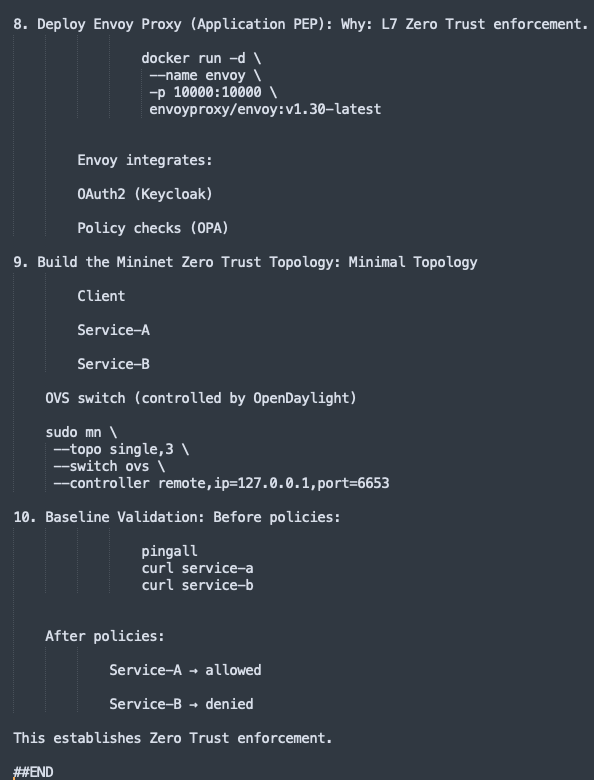 8. Deploy Envoy Proxy (Application PEP): Why: L7 Zero Trust enforcement.
docker run -d \
--name envoy \
-p 10000:10000 \
envoyproxy/envoy:v1.30-latest
Envoy integrates:
OAuth2 (Keycloak)
Policy checks (OPA)
9. Build the Mininet Zero Trust Topology: Minimal Topology
Client
Service-A
Service-B
OVS switch (controlled by OpenDaylight)
sudo mn \
--topo single,3 \
--switch ovs \
--controller remote,ip=127.0.0.1,port=6653
10. Baseline Validation: Before policies:
pingall
curl service-a
curl service-b
After policies:
Service-A → allowed
Service-B → denied
This establishes Zero Trust enforcement.
##END